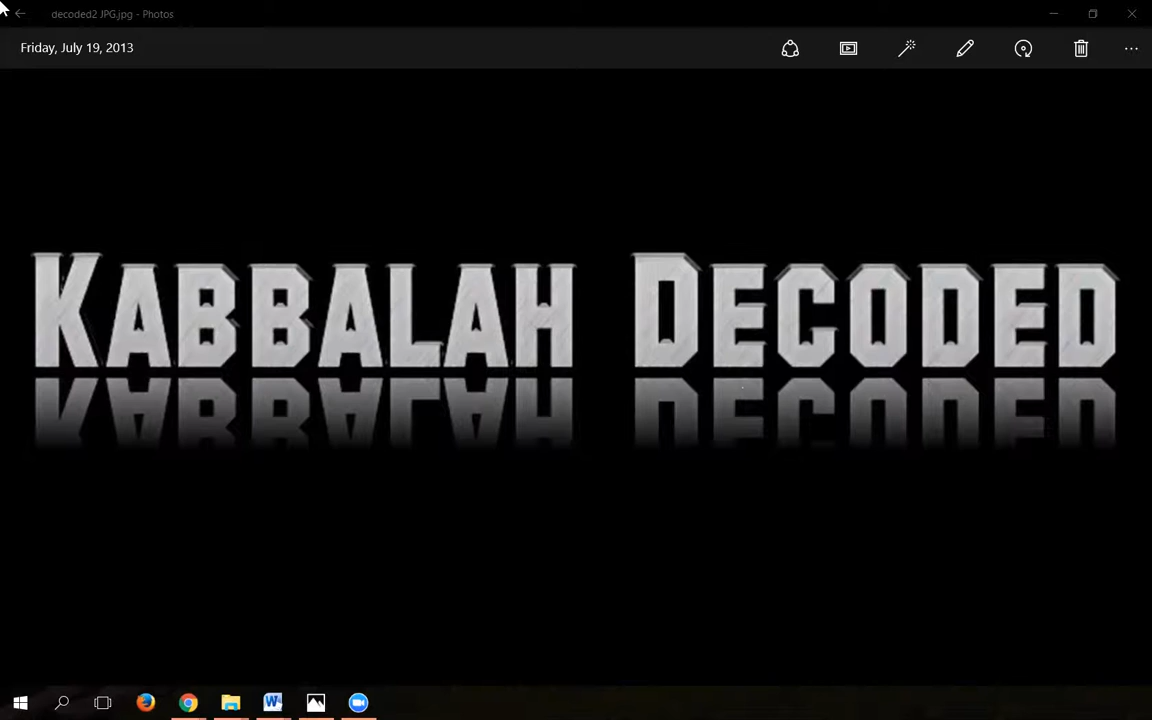 decoded2 JPG.jpg - Photos
Friday, July 19, 2013
KABBALAH DECODED